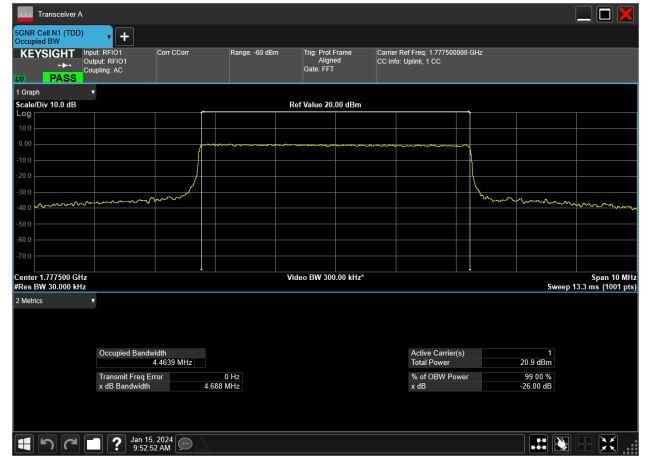 Transceiver A
5GNR Cell N1 (TDD)
Occupied BW
KEYSIGHT
LXI
PASS
Input: RFIO1
Output: RFIO1
Coupling: AC
Corr CCorr
Range: -60 dBm
Trig: Prot Frame
Aligned
Gate: FFT
Carrier Ref Freq: 1.777500000 GHz
CC Info: Uplink, 1 CC
1 Graph
Scale/Div 10.0 dB
Ref Value 20.00 dBm
Log
10.0
0.00
-10.0
-20.0
-30.0
-40.0
-50.0
-60.0
-70.0
Center 1.777500 GHz
Video BW 300.00 kHz*
Span 10 MHz
#Res BW 30.000 kHz
Sweep 13.3 ms (1001 pts)
2 Metrics
Occupied Bandwidth
4.4639 MHz
Transmit Freq Error 0 Hz
x dB Bandwidth 4.688 MHz
Active Carrier(s) 1
Total Power 20.9 dBm
% of OBW Power 99.00 %
x dB -26.00 dB
Jan 15, 2024
9:52:52 AM